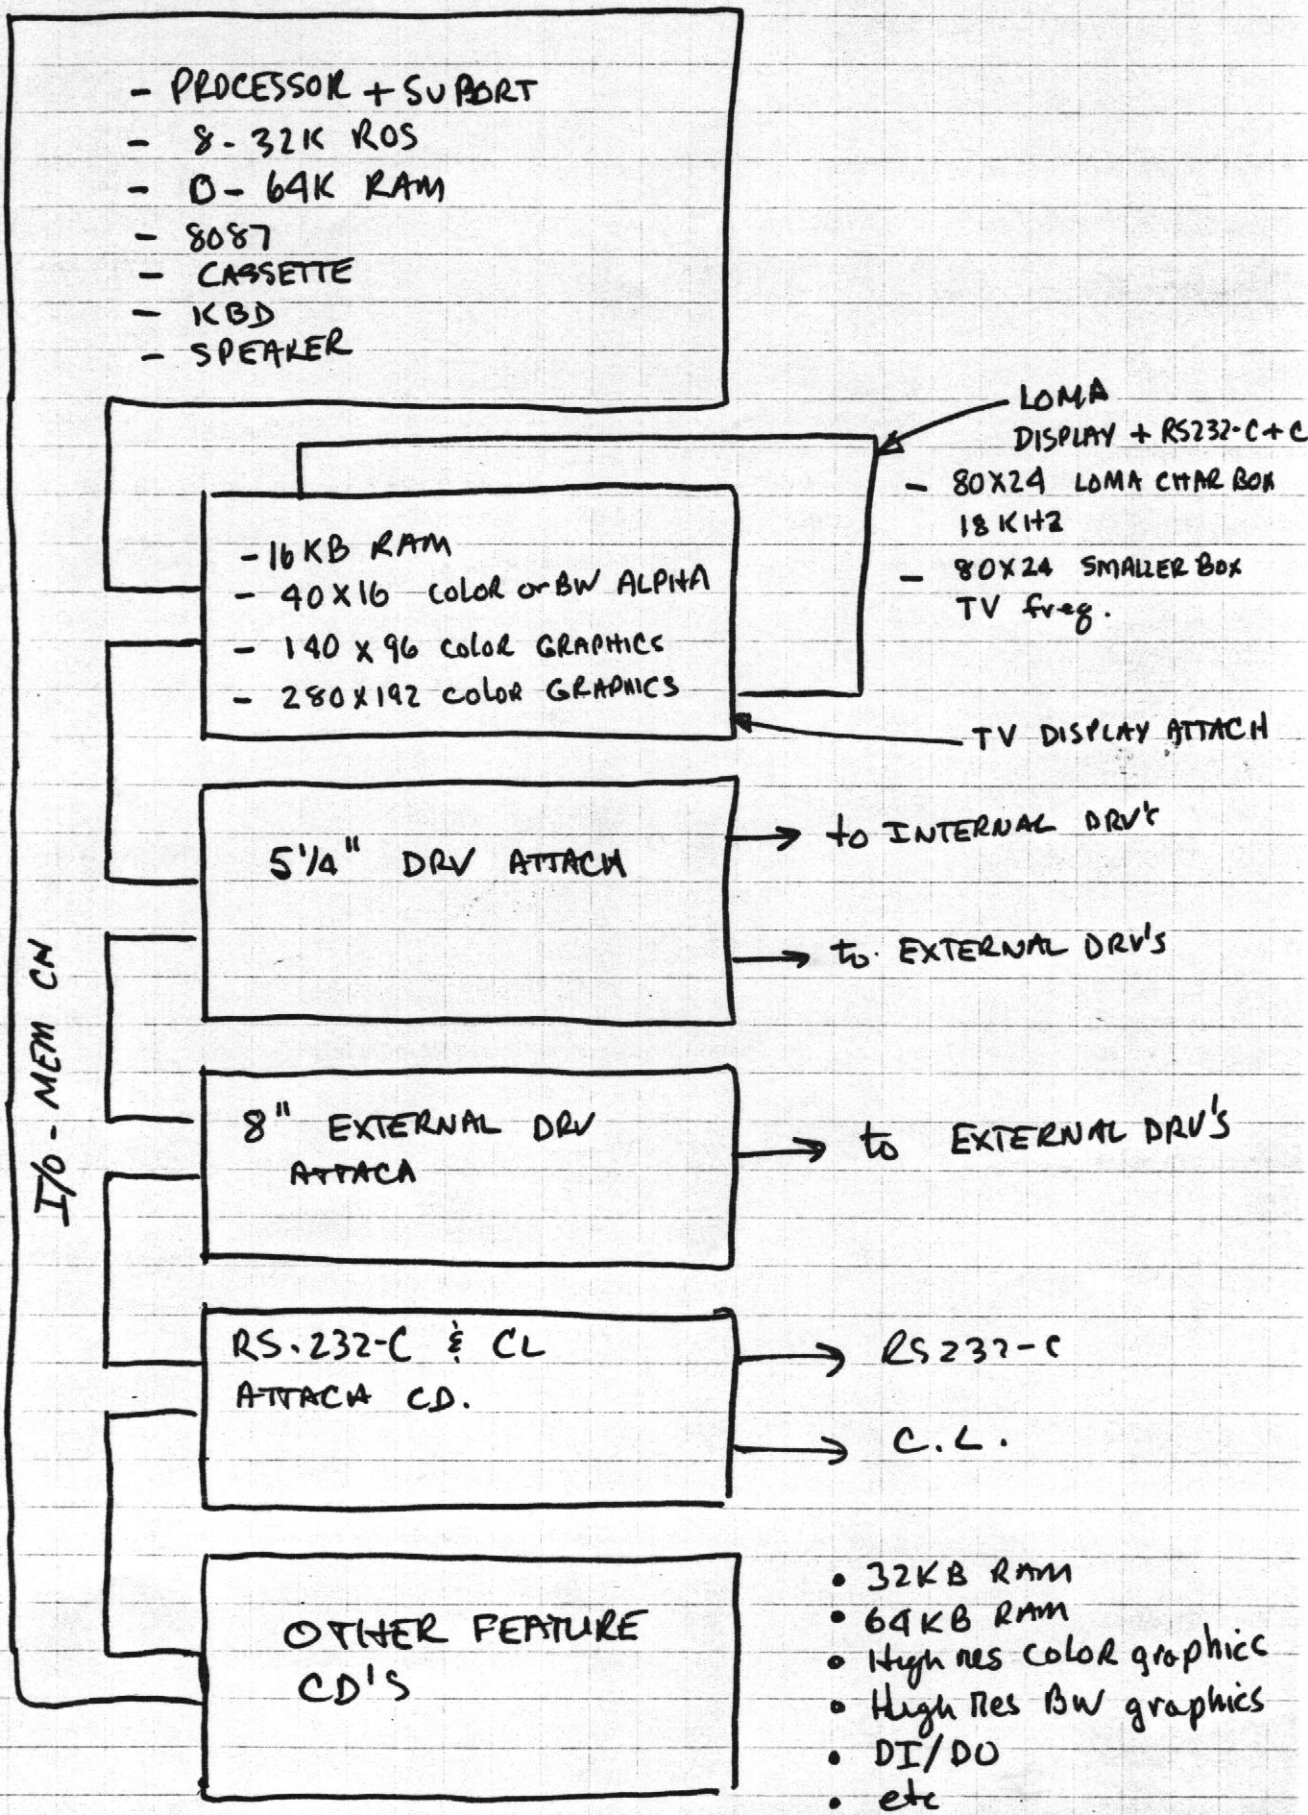 - PROCESSOR + SUPORT
- 8-32K ROS
- 0-64K RAM
- 8087
- CASSETTE
- KBD
- SPEAKER
LOMA
DISPLAY + RS232-C + C
- 80X24 LOMA CHAR BOX
18 KHZ
- 80X24 SMALLER BOX
TV freq.
- 16 KB RAM
- 40X16 COLOR or BW ALPHA
- 140 X 96 COLOR GRAPHICS
- 280X192 COLOR GRAPHICS
TV DISPLAY ATTACH
5 1/4" DRV ATTACH
to INTERNAL DRV's
to EXTERNAL DRV'S
I/O - MEM CN
8" EXTERNAL DRV
ATTACH
to EXTERNAL DRV'S
RS-232-C & CL
ATTACH CD.
RS232-C
C.L.
OTHER FEATURE
CD'S
• 32KB RAM
• 64KB RAM
• High res COLOR graphics
• High Res BW graphics
• DI/DO
• etc